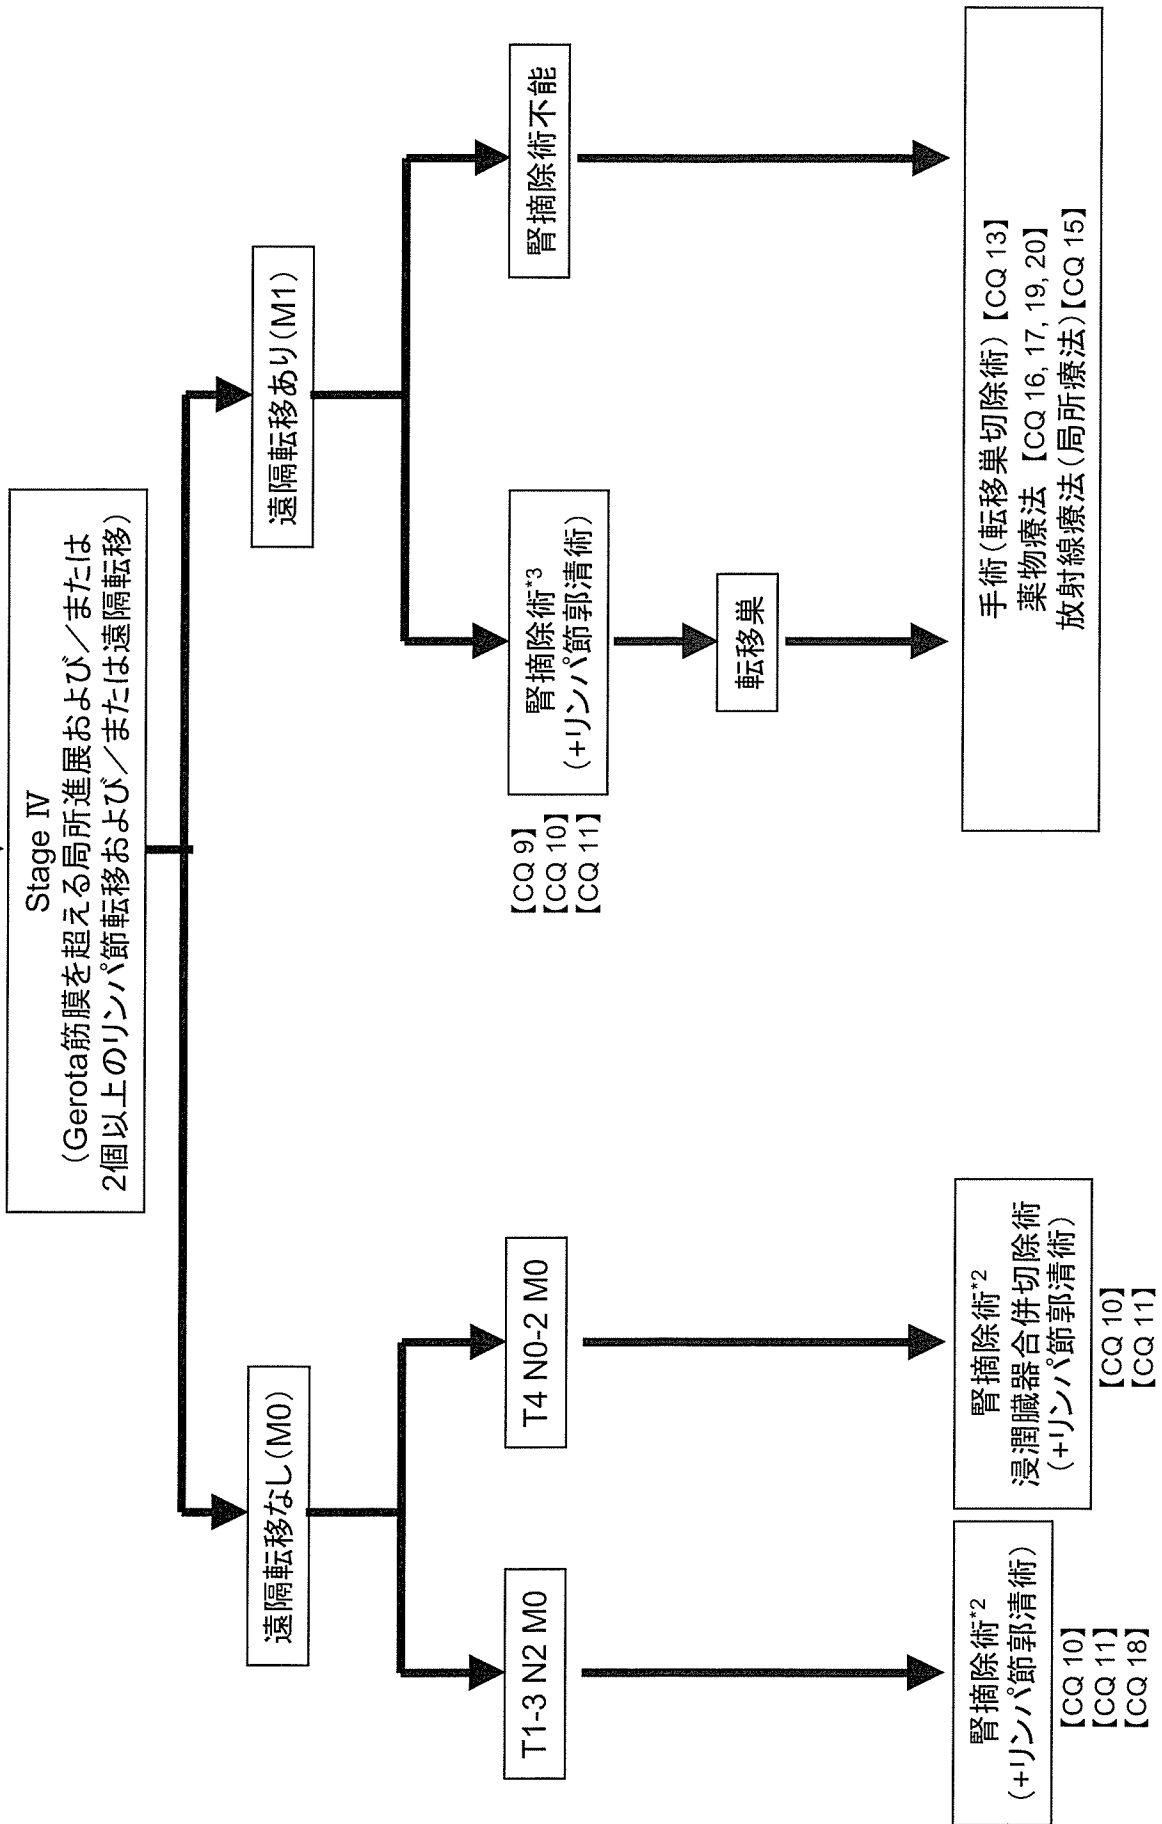 Stage Ⅳ
(Gerota筋膜を超える局所進展および／または
2個以上のリンパ節転移および／または遠隔転移)
遠隔転移なし(M0)
遠隔転移あり(M1)
T1-3 N2 M0
T4 N0-2 M0
【CQ 9】
【CQ 10】
【CQ 11】
腎摘除術*3
(+リンパ節郭清術)
腎摘除術不能
転移巣
腎摘除術*2
(+リンパ節郭清術)
【CQ 10】
【CQ 11】
【CQ 18】
腎摘除術*2
浸潤臓器合併切除術
(+リンパ節郭清術)
【CQ 10】
【CQ 11】
手術(転移巣切除術)【CQ 13】
薬物療法 【CQ 16, 17, 19, 20】
放射線療法(局所療法)【CQ 15】